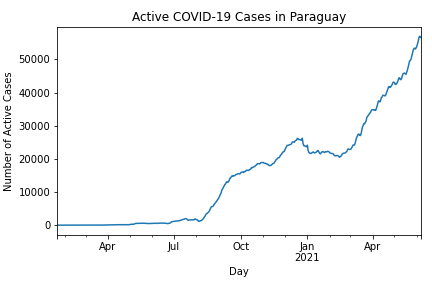 Active COVID-19 Cases in Paraguay
Number of Active Cases
50000
40000
30000
20000
10000
0
Apr Jul Oct Jan Apr
2021
Day